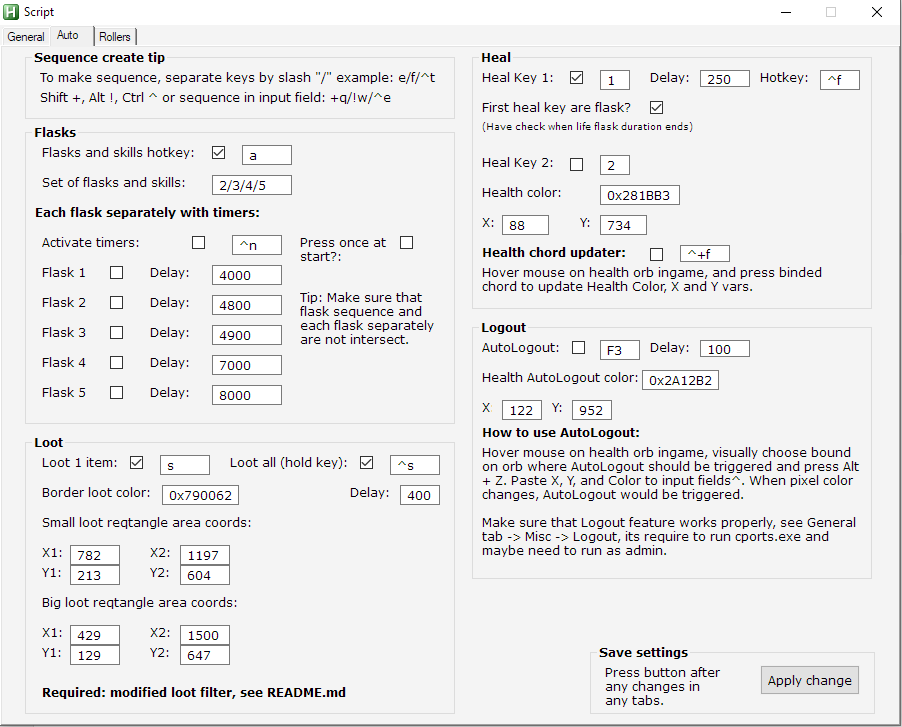 Script
General Auto Rollers
Sequence create tip
To make sequence, separate keys by slash "/" example: e/f/^t
Shift +, Alt !, Ctrl ^ or sequence in input field: +q/!w/^e
Flasks
Flasks and skills hotkey: a
Set of flasks and skills: 2/3/4/5
Each flask separately with timers:
Activate timers: ^n Press once at
start?:
Flask 1 Delay: 4000
Flask 2 Delay: 4800
Flask 3 Delay: 4900
Flask 4 Delay: 7000
Flask 5 Delay: 8000
Tip: Make sure that
flask sequence and
each flask separately
are not intersect.
Loot
Loot 1 item: s Loot all (hold key): ^s
Border loot color: 0x790062 Delay: 400
Small loot reqtangle area coords:
X1: 782 X2: 1197
Y1: 213 Y2: 604
Big loot reqtangle area coords:
X1: 429 X2: 1500
Y1: 129 Y2: 647
Required: modified loot filter, see README.md
Heal
Heal Key 1: 1 Delay: 250 Hotkey: ^f
First heal key are flask?
(Have check when life flask duration ends)
Heal Key 2: 2
Health color: 0x281BB3
X: 88 Y: 734
Health chord updater: ^+f
Hover mouse on health orb ingame, and press binded
chord to update Health Color, X and Y vars.
Logout
AutoLogout: F3 Delay: 100
Health AutoLogout color: 0x2A12B2
X 122 Y: 952
How to use AutoLogout:
Hover mouse on health orb ingame, visually choose bound
on orb where AutoLogout should be triggered and press Alt
+ Z. Paste X, Y, and Color to input fields^. When pixel color
changes, AutoLogout would be triggered.
Make sure that Logout feature works properly, see General
tab -> Misc -> Logout, its require to run cports.exe and
maybe need to run as admin.
Save settings
Press button after
any changes in
any tabs.
Apply change